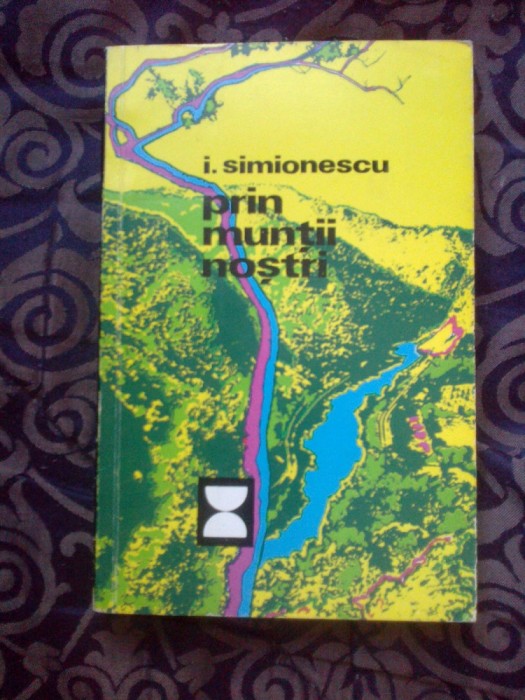 i. simionescu
prin
munții
noștri